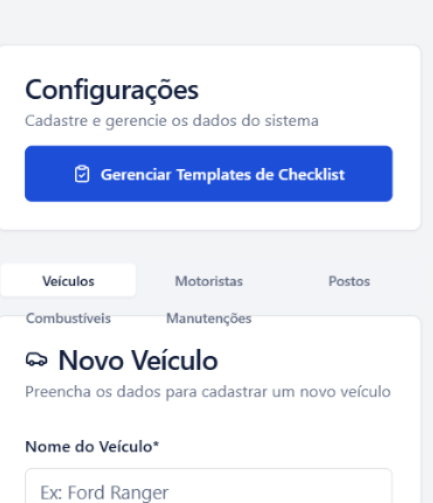 Configurações
Cadastre e gerencie os dados do sistema
Gerenciar Templates de Checklist
Veículos Motoristas Postos
Combustíveis Manutenções
Novo Veículo
Preencha os dados para cadastrar um novo veículo
Nome do Veículo*
Ex: Ford Ranger